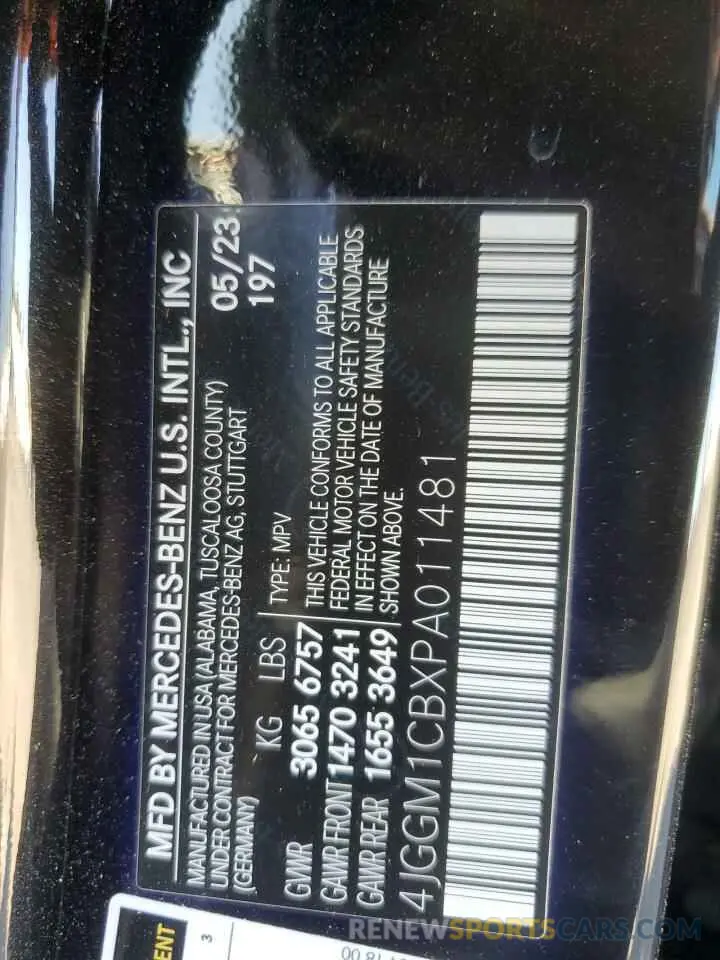 MFD BY MERCEDES-BENZ U.S. INTL., INC
MANUFACTURED IN USA (ALABAMA, TUSCALOOSA COUNTY) 05/23
UNDER CONTRACT FOR MERCEDES-BENZ AG, STUTTGART 197
(GERMANY)
KG LBS TYPE: MPV
GVWR 3065 6757 THIS VEHICLE CONFORMS TO ALL APPLICABLE
GAWR FRONT 1470 3241 FEDERAL MOTOR VEHICLE SAFETY STANDARDS
GAWR REAR 1655 3649 IN EFFECT ON THE DATE OF MANUFACTURE
SHOWN ABOVE.
4JGGM1CBXPA011481
3
RENEWSPORTSCARS.COM